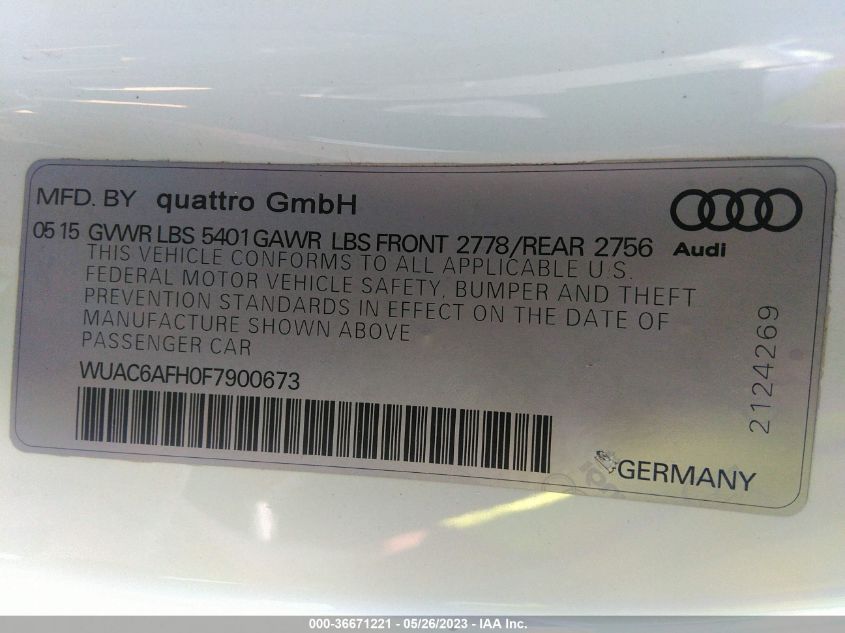 MFD. BY quattro GmbH
Audi
05 15 GVWR LBS 5401 GAWR LBS FRONT 2778/REAR 2756
THIS VEHICLE CONFORMS TO ALL APPLICABLE U.S.
FEDERAL MOTOR VEHICLE SAFETY, BUMPER AND THEFT
PREVENTION STANDARDS IN EFFECT ON THE DATE OF
MANUFACTURE SHOWN ABOVE
PASSENGER CAR
WUAC6AFH0F7900673
2124269
GERMANY
000-36671221 - 05/26/2023 - IAA Inc.